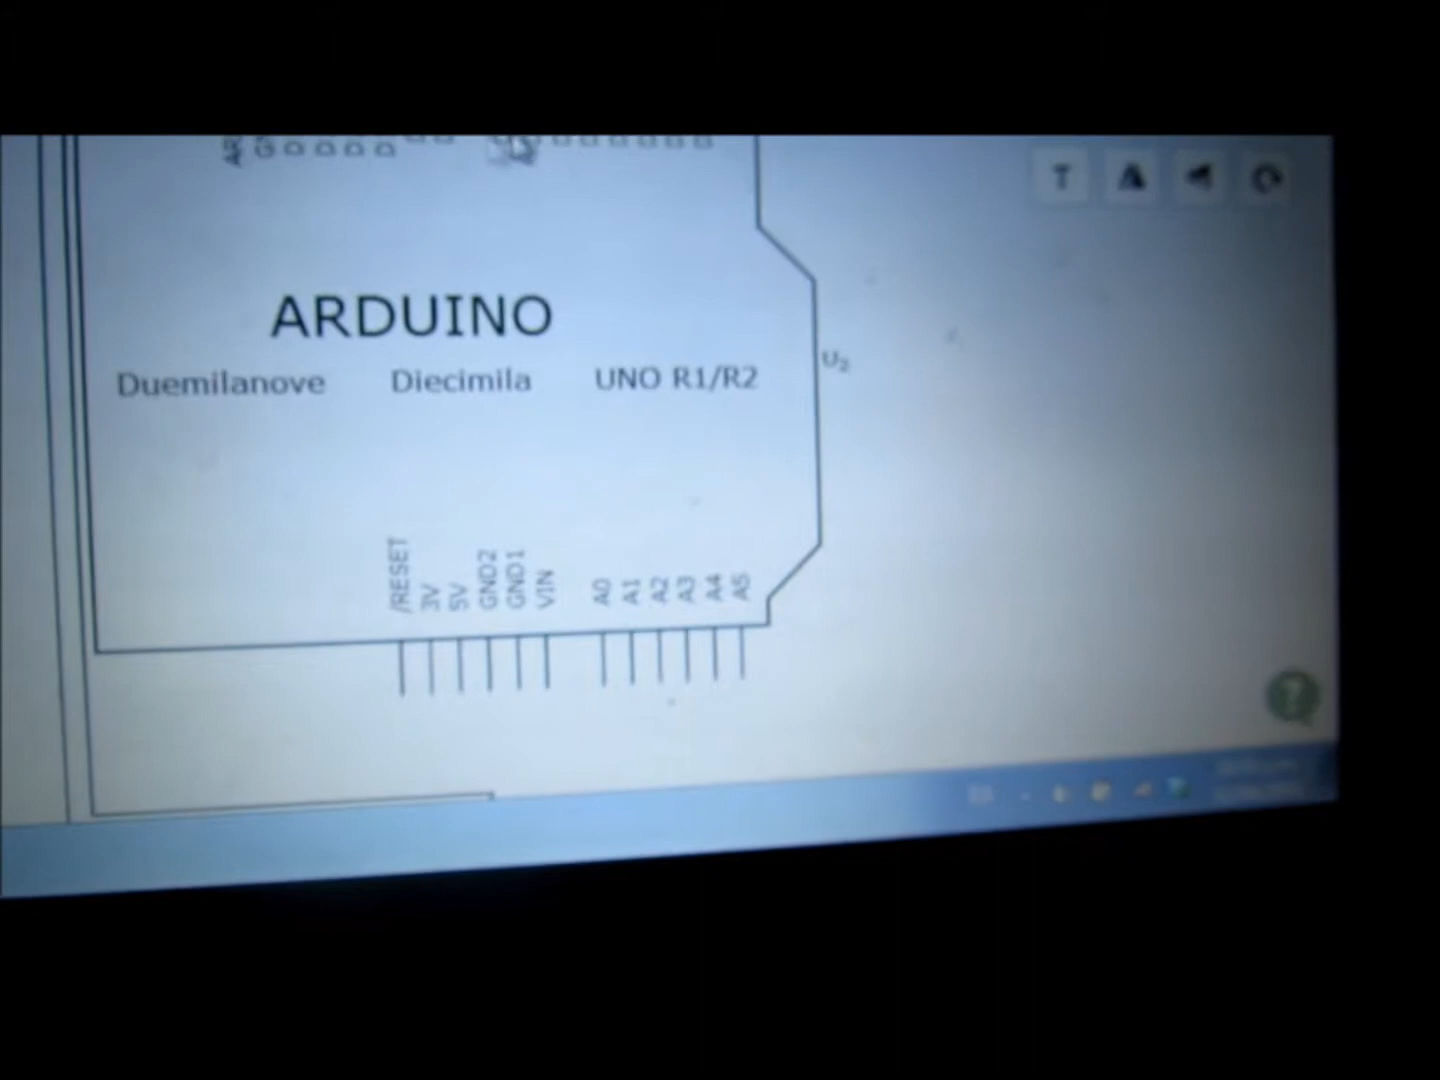 ARDUINO
Duemilanove Diecimila UNO R1/R2
U2
/RESET
3V
5V
GND2
GND1
VIN
A0
A1
A2
A3
A4
A5
T